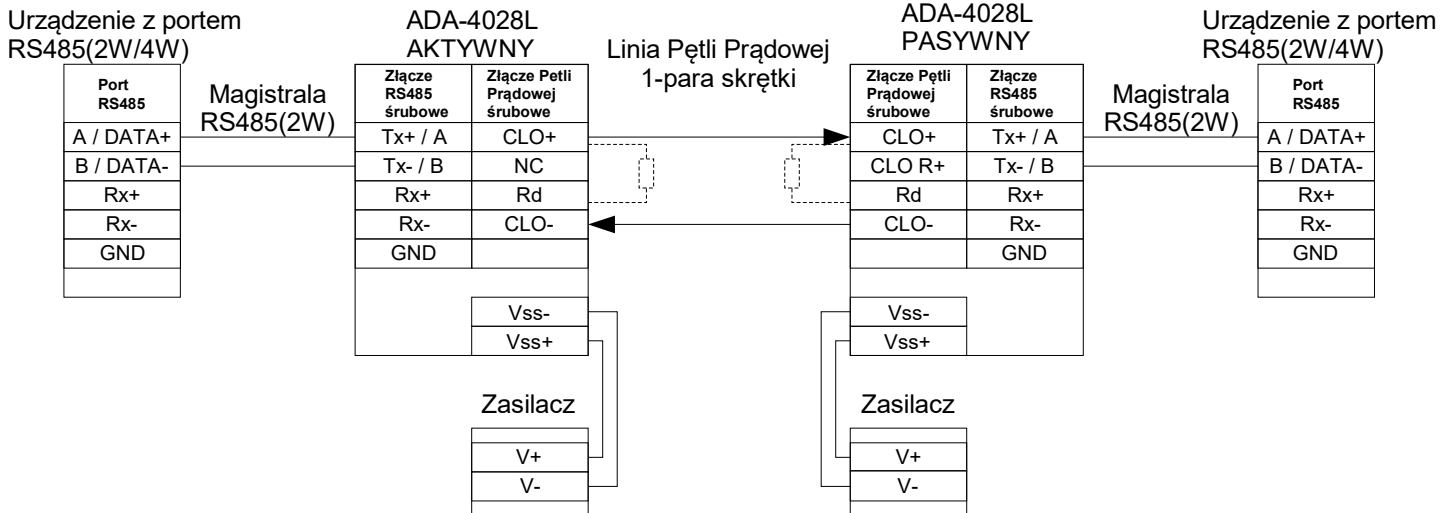 Urządzenie z portem
RS485(2W/4W)
Port
RS485
A / DATA+
B / DATA-
Rx+
Rx-
GND
Magistrala
RS485(2W)
ADA-4028L
AKTYWNY
Złącze
RS485
śrubowe
Złącze Petli
Prądowej
śrubowe
Tx+ / A
CLO+
Tx- / B
NC
Rx+
Rd
Rx-
CLO-
GND
Vss-
Vss+
Zasilacz
V+
V-
Linia Pętli Prądowej
1-para skrętki
ADA-4028L
PASYWNY
Złącze Pętli
Prądowej
śrubowe
Złącze
RS485
śrubowe
CLO+
Tx+ / A
CLO R+
Tx- / B
Rd
Rx+
CLO-
Rx-
GND
Vss-
Vss+
Zasilacz
V+
V-
Magistrala
RS485(2W)
Urządzenie z portem
RS485(2W/4W)
Port
RS485
A / DATA+
B / DATA-
Rx+
Rx-
GND